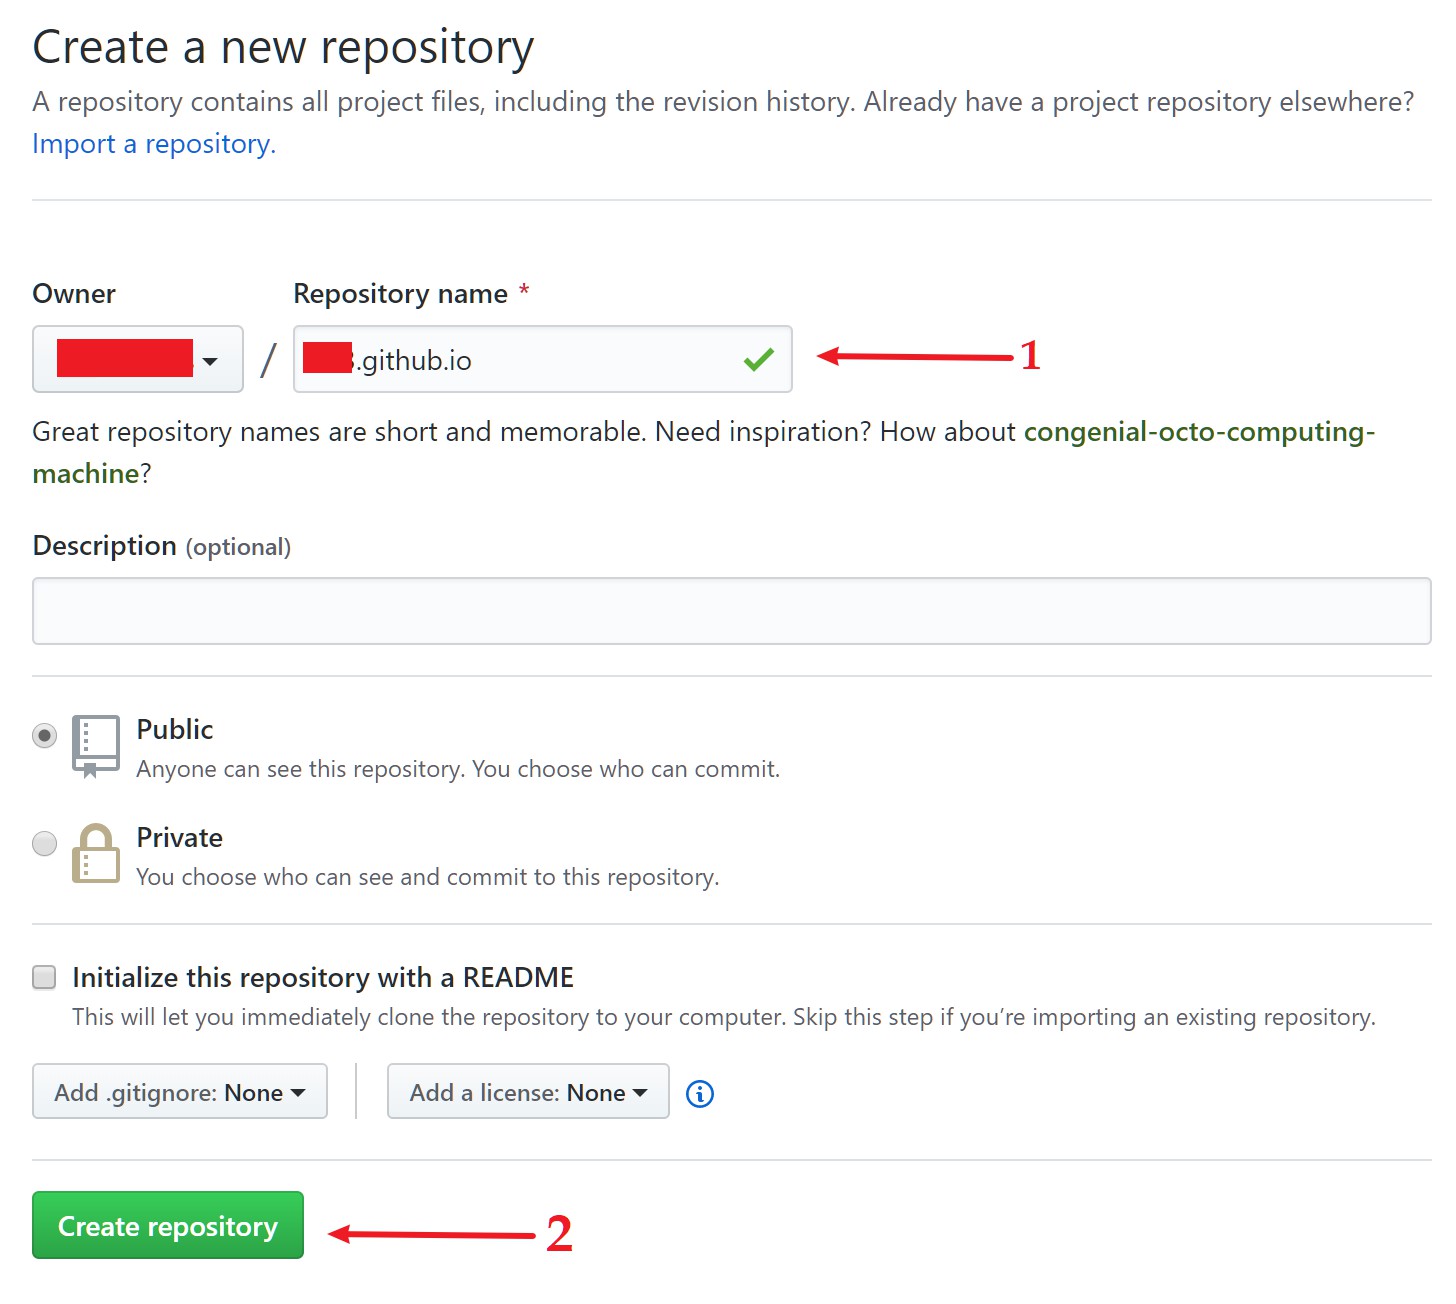 Create a new repository
A repository contains all project files, including the revision history. Already have a project repository elsewhere?
Import a repository.
Owner
Repository name *
/ .github.io
1
Great repository names are short and memorable. Need inspiration? How about congenial-octo-computing-
machine?
Description (optional)
Public
Anyone can see this repository. You choose who can commit.
Private
You choose who can see and commit to this repository.
Initialize this repository with a README
This will let you immediately clone the repository to your computer. Skip this step if you’re importing an existing repository.
Add .gitignore: None
Add a license: None
Create repository
2